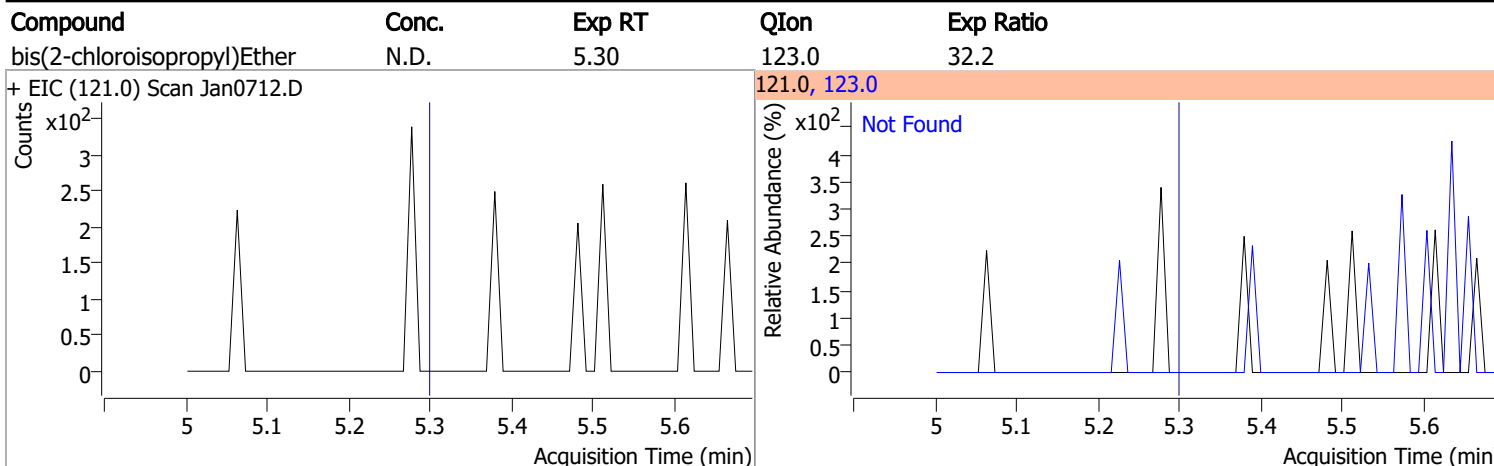 Compound Conc. Exp RT QIon Exp Ratio
bis(2-chloroisopropyl)Ether N.D. 5.30 123.0 32.2
+ EIC (121.0) Scan Jan0712.D
Counts
x10²
3
2.5
2
1.5
1
0.5
0
5 5.1 5.2 5.3 5.4 5.5 5.6
Acquisition Time (min)
121.0, 123.0
Relative Abundance (%)
x10²
Not Found
4
3.5
3
2.5
2
1.5
1
0.5
0
5 5.1 5.2 5.3 5.4 5.5 5.6
Acquisition Time (min